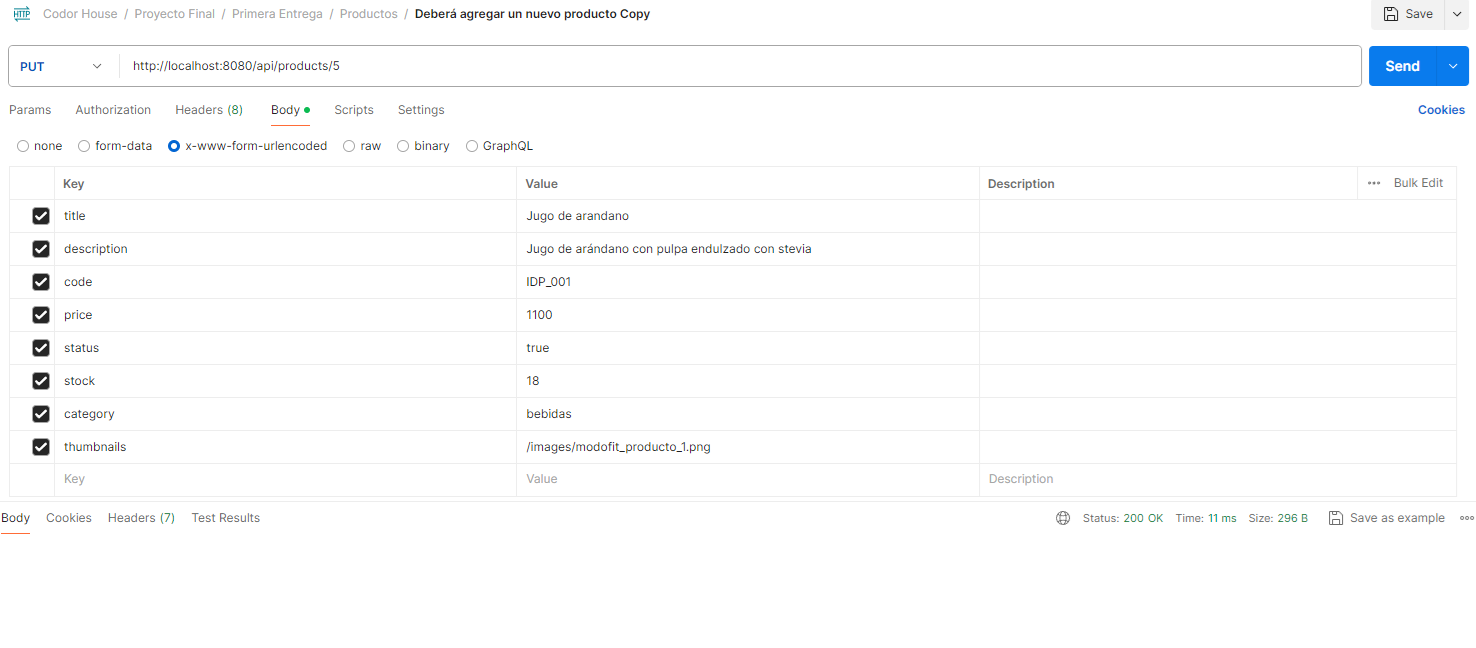 HTTP Codor House / Proyecto Final / Primera Entrega / Productos / Deberá agregar un nuevo producto Copy Save
PUT http://localhost:8080/api/products/5 Send
Params Authorization Headers (8) Body Scripts Settings Cookies
none form-data x-www-form-urlencoded raw binary GraphQL
Key Value Description Bulk Edit
title Jugo de arandano
description Jugo de arándano con pulpa endulzado con stevia
code IDP_001
price 1100
status true
stock 18
category bebidas
thumbnails /images/modofit_producto_1.png
Key Value Description
Body Cookies Headers (7) Test Results Status: 200 OK Time: 11 ms Size: 296 B Save as example